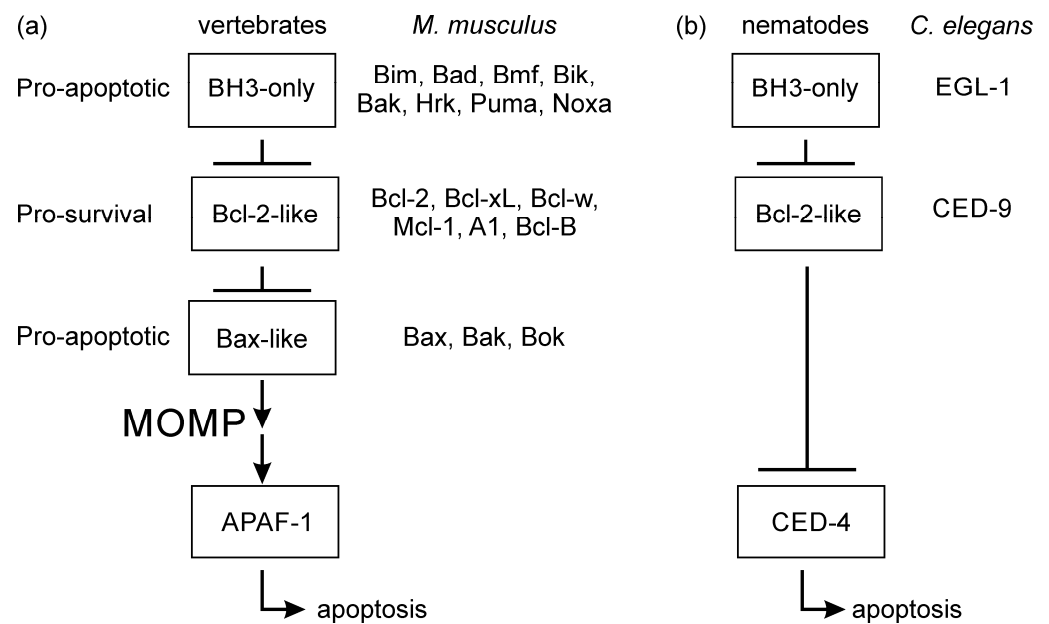 (a) vertebrates M. musculus (b) nematodes C. elegans
Pro-apoptotic BH3-only Bim, Bad, Bmf, Bik, BH3-only EGL-1
Bak, Hrk, Puma, Noxa
Pro-survival Bcl-2-like Bcl-2, Bcl-xL, Bcl-w, Bcl-2-like CED-9
Mcl-1, A1, Bcl-B
Pro-apoptotic Bax-like Bax, Bak, Bok
MOMP
APAF-1 CED-4
apoptosis apoptosis